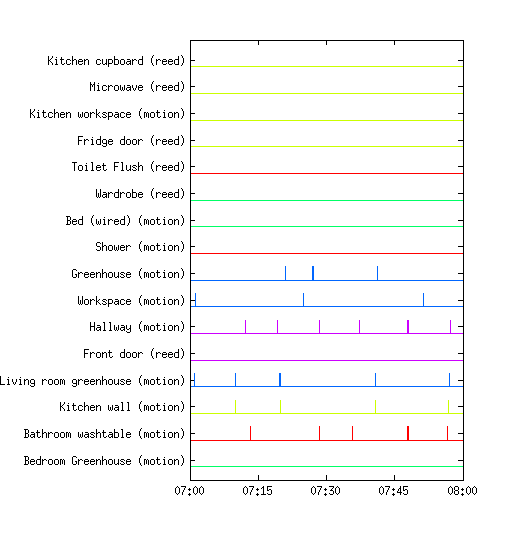 Kitchen cupboard (reed)
Microwave (reed)
Kitchen workspace (motion)
Fridge door (reed)
Toilet Flush (reed)
Wardrobe (reed)
Bed (wired) (motion)
Shower (motion)
Greenhouse (motion)
Workspace (motion)
Hallway (motion)
Front door (reed)
Living room greenhouse (motion)
Kitchen wall (motion)
Bathroom washtable (motion)
Bedroom Greenhouse (motion)
07:00 07:15 07:30 07:45 08:00